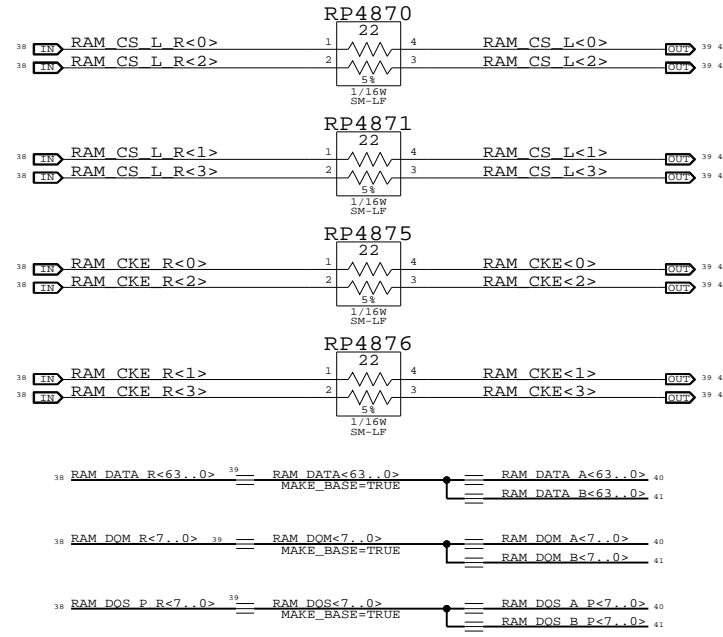 RP4870
22
38 IN RAM_CS_L_R<0> 1 4 RAM_CS_L<0> OUT 39 4
38 IN RAM_CS_L_R<2> 2 3 RAM_CS_L<2> OUT 39 4
5%
1/16W
SM-LF
RP4871
22
38 IN RAM_CS_L_R<1> 1 4 RAM_CS_L<1> OUT 39 4
38 IN RAM_CS_L_R<3> 2 3 RAM_CS_L<3> OUT 39 4
5%
1/16W
SM-LF
RP4875
22
38 IN RAM_CKE_R<0> 1 4 RAM_CKE<0> OUT 39 4
38 IN RAM_CKE_R<2> 2 3 RAM_CKE<2> OUT 39 4
5%
1/16W
SM-LF
RP4876
22
38 IN RAM_CKE_R<1> 1 4 RAM_CKE<1> OUT 39 4
38 IN RAM_CKE_R<3> 2 3 RAM_CKE<3> OUT 39 4
5%
1/16W
SM-LF
38 RAM_DATA_R<63..0> 39 RAM_DATA<63..0> RAM_DATA_A<63..0> 40
MAKE_BASE=TRUE RAM_DATA_B<63..0> 41
38 RAM_DQM_R<7..0> 39 RAM_DQM<7..0> RAM_DQM_A<7..0> 40
MAKE_BASE=TRUE RAM_DQM_B<7..0> 41
38 RAM_DQS_P_R<7..0> 39 RAM_DQS<7..0> RAM_DQS_A_P<7..0> 40
MAKE_BASE=TRUE RAM_DQS_B_P<7..0> 41